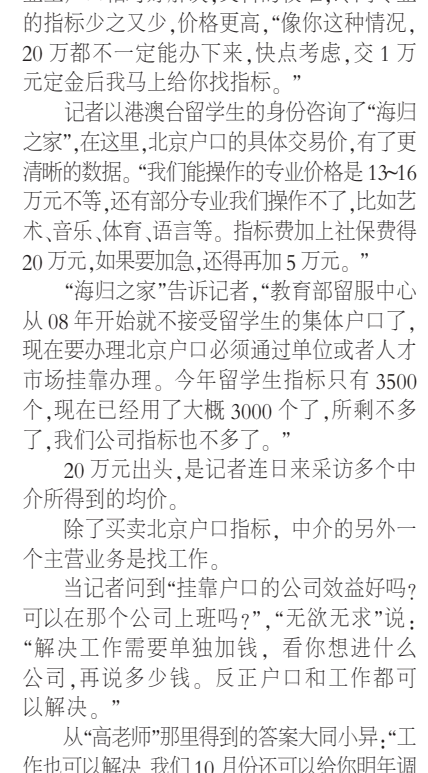 的指标少之又少,价格更高,“像你这种情况,
20 万都不一定能办下来,快点考虑,交 1 万
元定金后我马上给你找指标。”
记者以港澳台留学生的身份咨询了“海归
之家”,在这里,北京户口的具体交易价,有了更
清晰的数据。“我们能操作的专业价格是 13~16
万元不等,还有部分专业我们操作不了,比如艺
术、音乐、体育、语言等。指标费加上社保费得
20 万元,如果要加急,还得再加 5 万元。”
“海归之家”告诉记者,“教育部留服中心
从 08 年开始就不接受留学生的集体户口了,
现在要办理北京户口必须通过单位或者人才
市场挂靠办理。今年留学生指标只有 3500
个,现在已经用了大概 3000 个了,所剩不多
了,我们公司指标也不多了。”
20 万元出头,是记者连日来采访多个中
介所得到的均价。
除了买卖北京户口指标，中介的另外一
个主营业务是找工作。
当记者问到“挂靠户口的公司效益好吗?
可以在那个公司上班吗?”,“无欲无求”说:
“解决工作需要单独加钱，看你想进什么
公司,再说多少钱。反正户口和工作都可
以解决。”
从“高老师”那里得到的答案大同小异:“工
作也可以解决,我们 10 月份还可以给你明年调